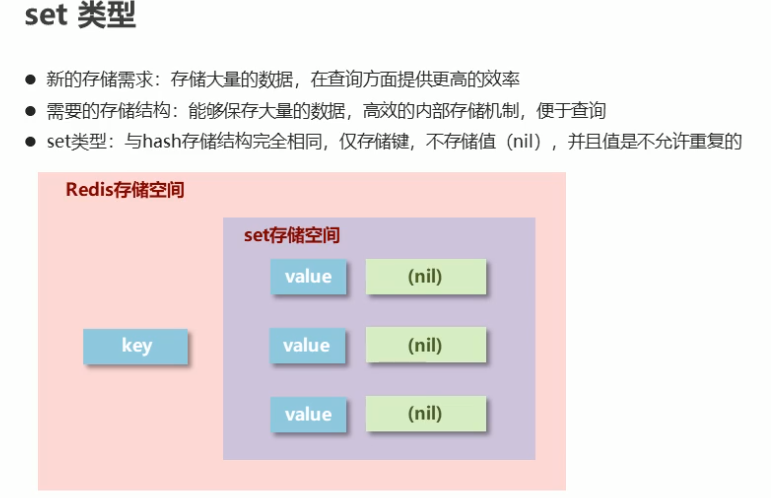 set 类型
● 新的存储需求：存储大量的数据，在查询方面提供更高的效率
● 需要的存储结构：能够保存大量的数据，高效的内部存储机制，便于查询
● set类型：与hash存储结构完全相同，仅存储键，不存储值（nil），并且值是不允许重复的
Redis存储空间
set存储空间
value (nil)
key value (nil)
value (nil)